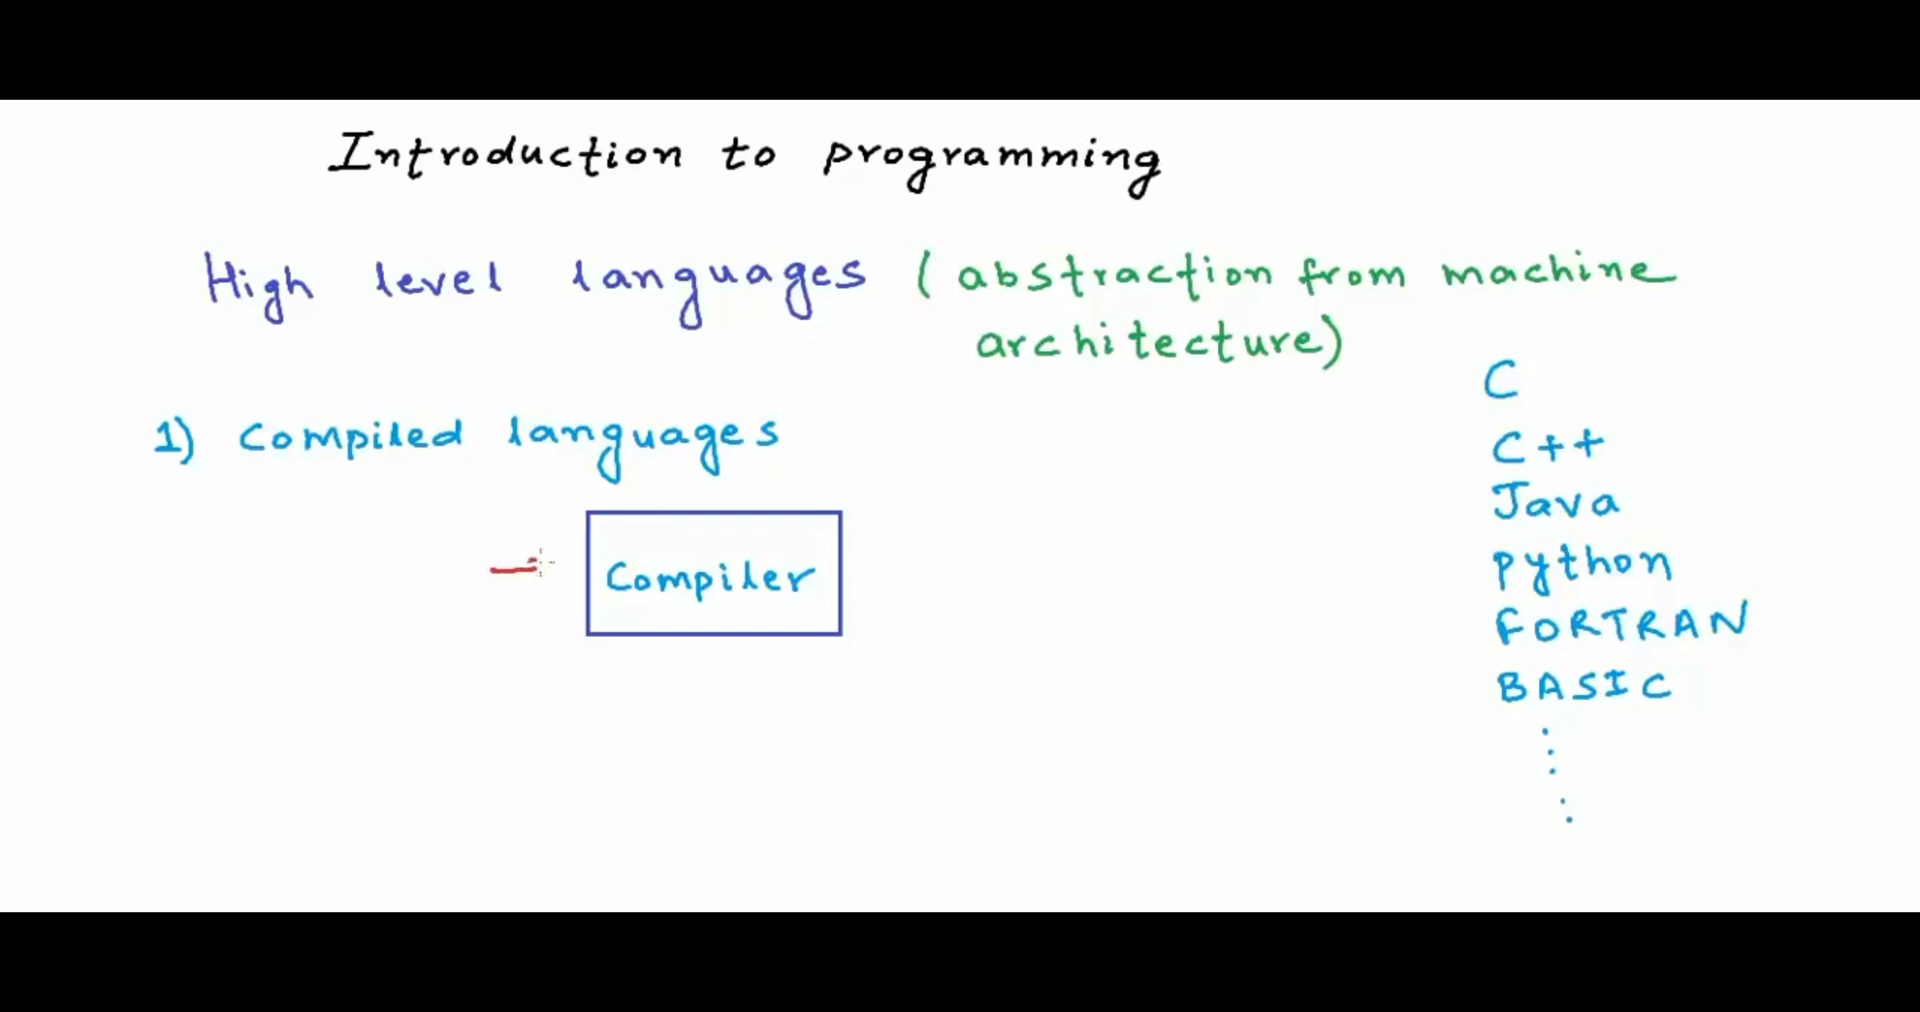 Introduction to programming
High level languages (abstraction from machine
architecture)
1) Compiled languages
Compiler
C
C++
Java
python
FORTRAN
BASIC